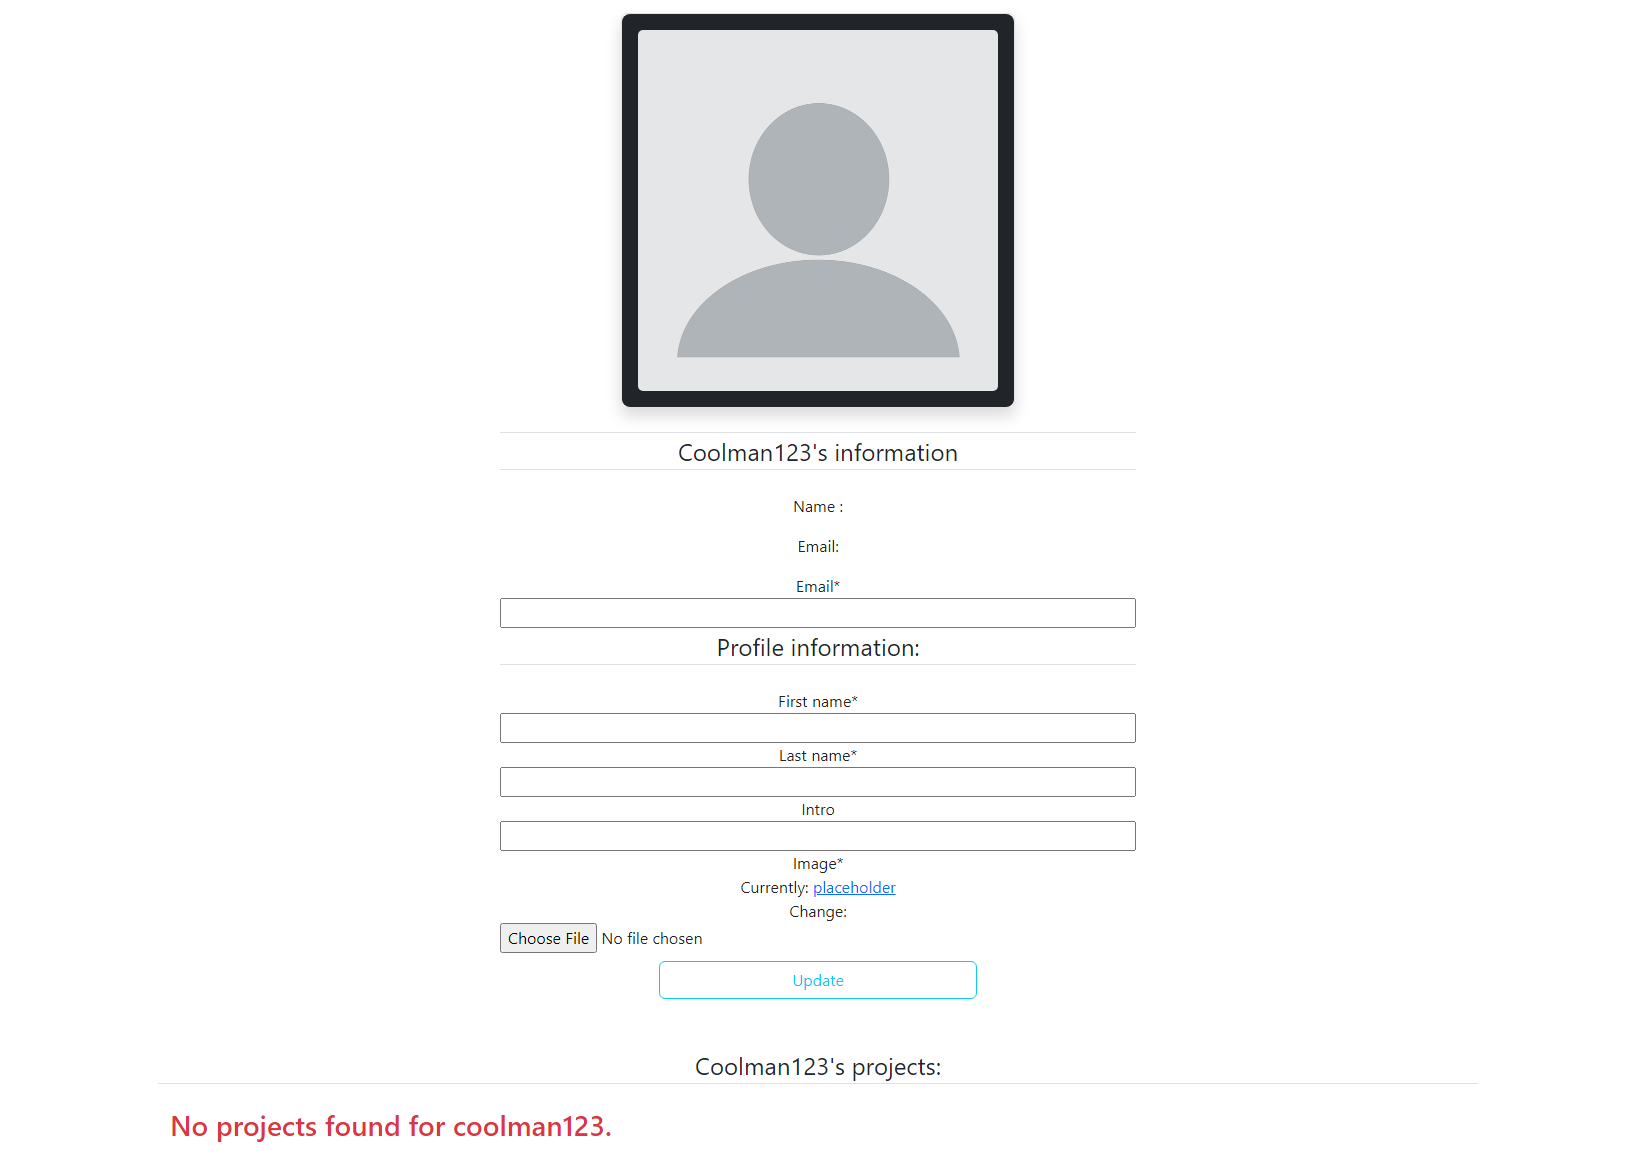 Coolman123's information
Name :
Email:
Email*
Profile information:
First name*
Last name*
Intro
Image*
Currently: placeholder
Change:
Choose File No file chosen
Update
Coolman123's projects:
No projects found for coolman123.